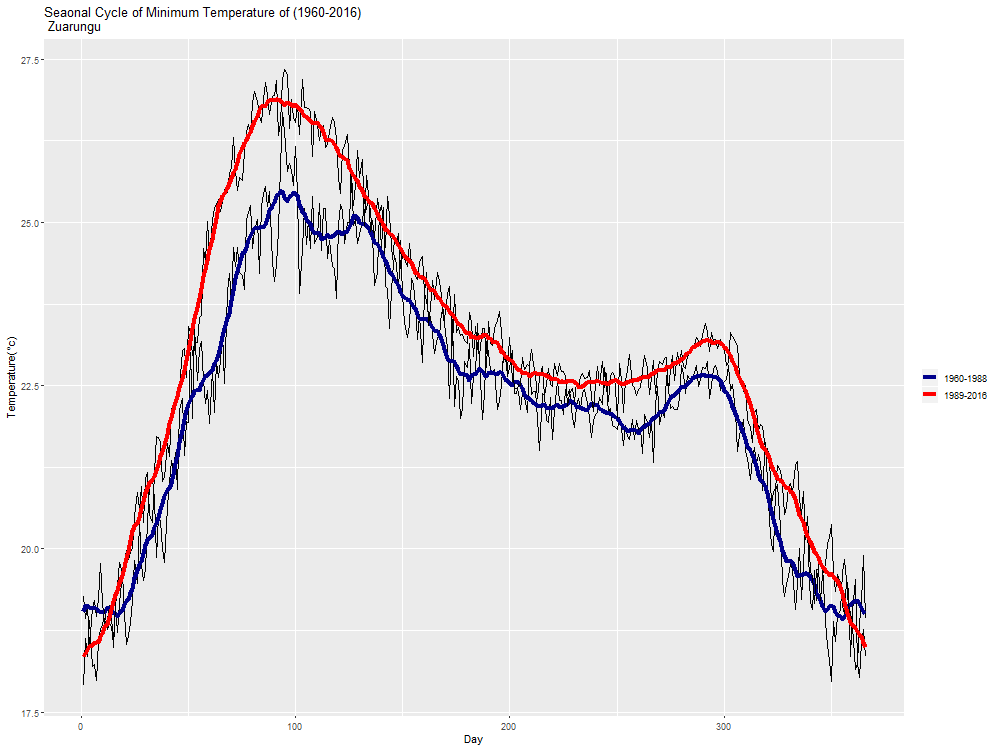 Seaonal Cycle of Minimum Temperature of (1960-2016)
Zuarungu
27.5
25.0
22.5
20.0
17.5
Temperature(°c)
0
100
200
300
Day
1960-1988
1989-2016